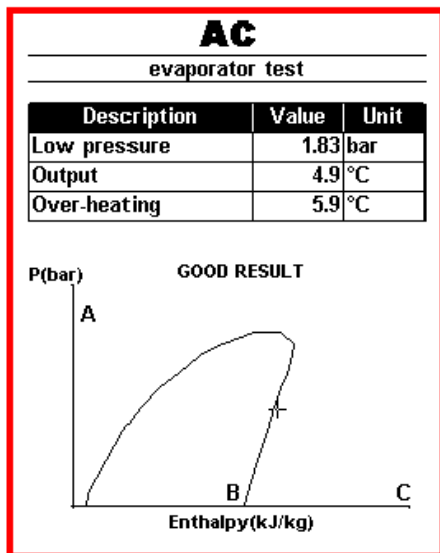 AC
evaporator test
Description Value Unit
Low pressure 1.83 bar
Output 4.9 °C
Over-heating 5.9 °C
P(bar) GOOD RESULT
A
B C
Enthalpy(kJ/kg)